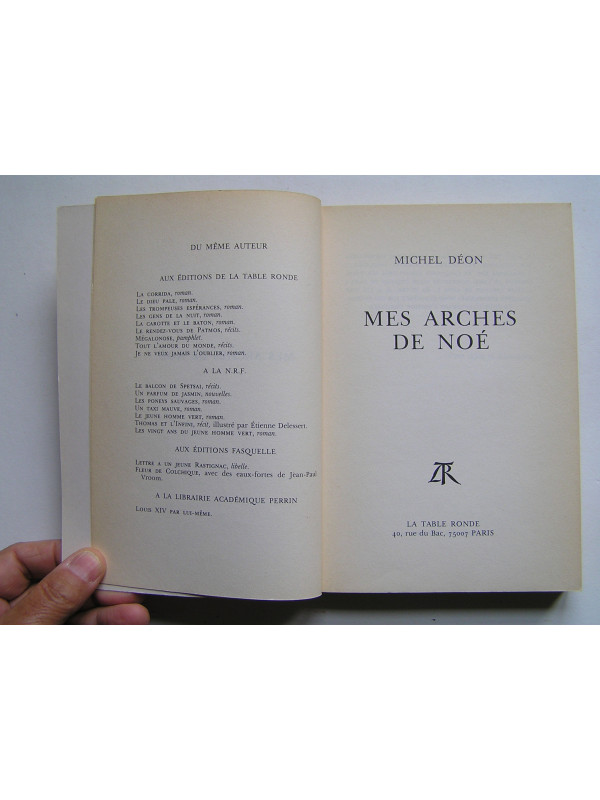 DU MÊME AUTEUR
AUX ÉDITIONS DE LA TABLE RONDE
LA CORRIDA, roman.
LE DIEU PALE, roman.
LES TROMPEUSES ESPÉRANCES, roman.
LES GENS DE LA NUIT, roman.
LA CAROTTE ET LE BATON, roman.
LE RENDEZ-VOUS DE PATMOS, récits.
MÉGALONOSE, pamphlet.
TOUT L'AMOUR DU MONDE, récits.
JE NE VEUX JAMAIS L'OUBLIER, roman.
A LA N.R.F.
LE BALCON DE SPETSAI, récits.
UN PARFUM DE JASMIN, nouvelles.
LES PONEYS SAUVAGES, roman.
UN TAXI MAUVE, roman.
LE JEUNE HOMME VERT, roman.
THOMAS ET L'INFINI, récit, illustré par Étienne Delessert.
LES VINGT ANS DU JEUNE HOMME VERT, roman.
AUX ÉDITIONS FASQUELLE
LETTRE A UN JEUNE RASTIGNAC, libelle.
FLEUR DE COLCHIQUE, avec des eaux-fortes de Jean-Paul
Vroom.
A LA LIBRAIRIE ACADÉMIQUE PERRIN
LOUIS XIV PAR LUI-MÊME.
MICHEL DÉON
MES ARCHES
DE NOÉ
TR
LA TABLE RONDE
40, rue du Bac, 75007 PARIS